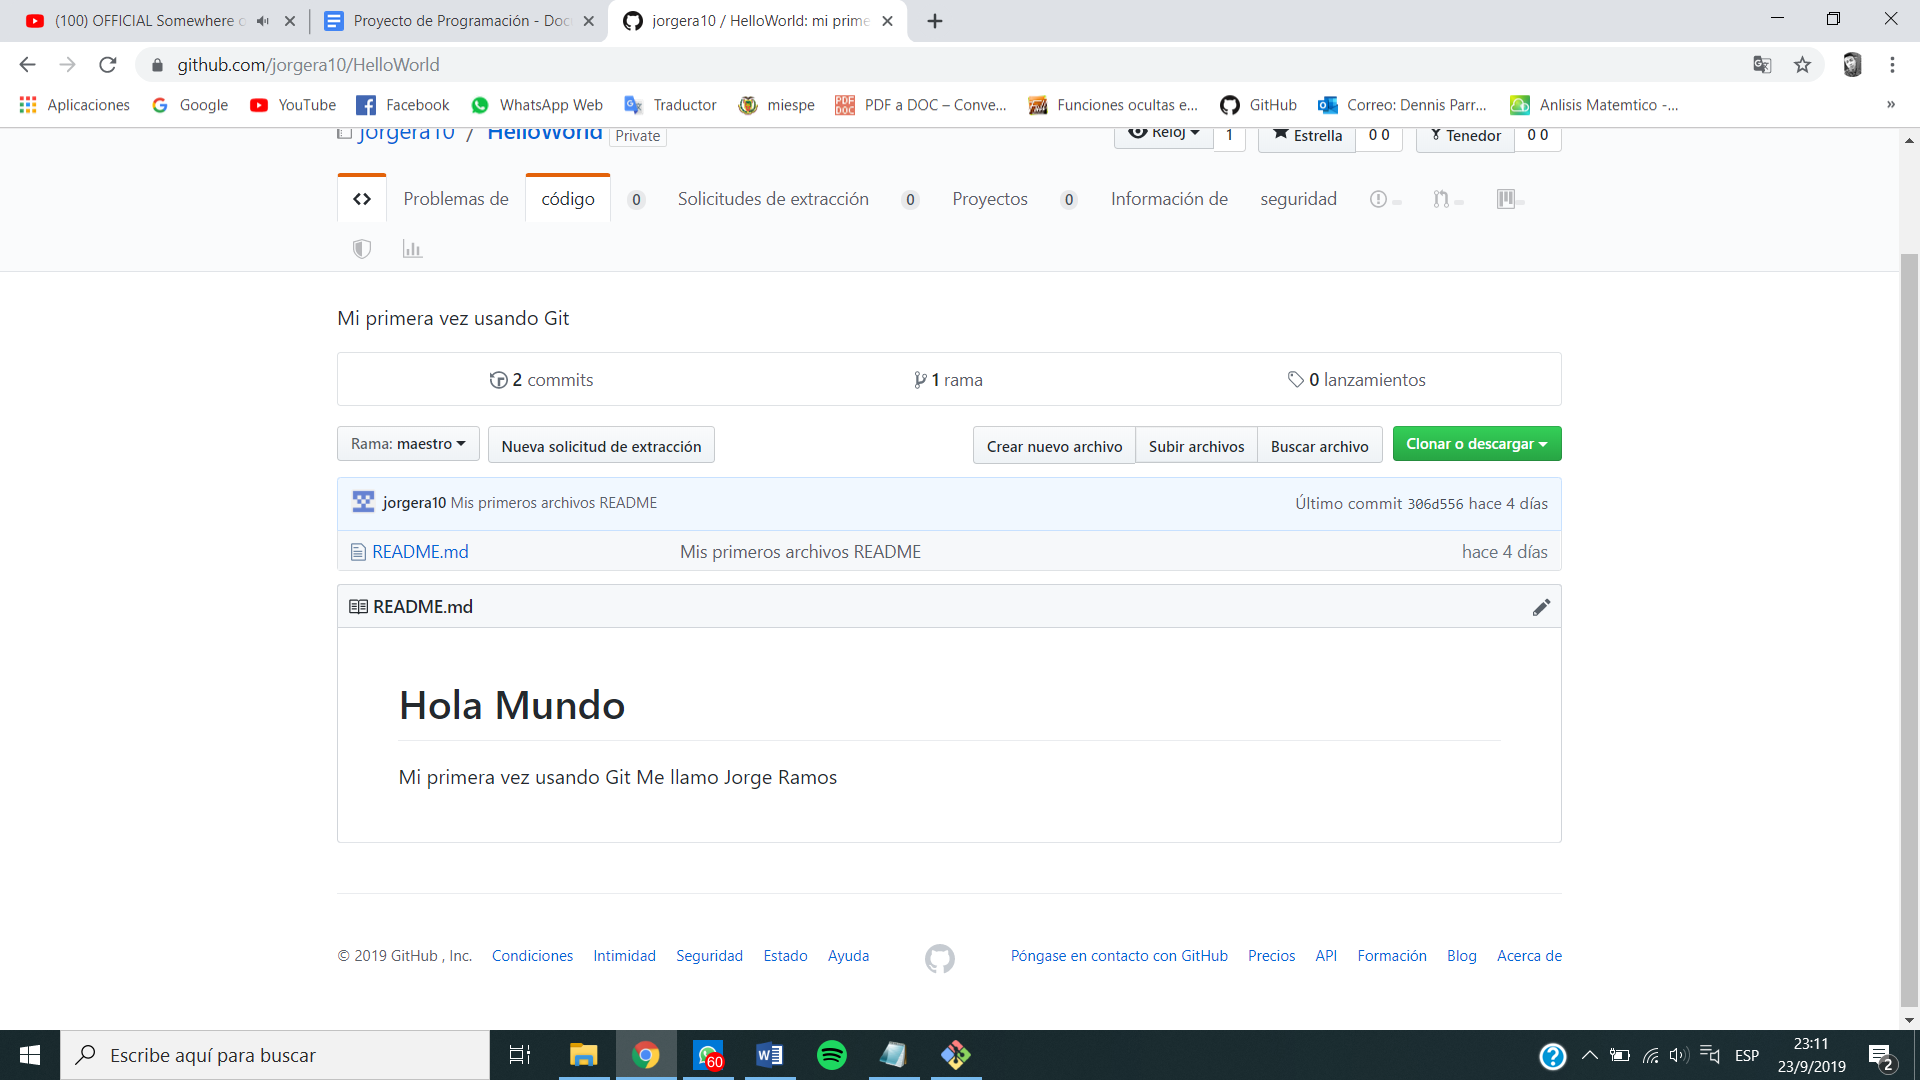 (100) OFFICIAL Somewhere o
Proyecto de Programación - Doc
jorgera10 / HelloWorld: mi prime
github.com/jorgera10/HelloWorld
Aplicaciones Google YouTube Facebook WhatsApp Web Traductor miespe PDF a DOC – Conve... Funciones ocultas e... GitHub Correo: Dennis Parr... Anlisis Matemtico -... »
jorgera10 / HelloWorld Private Reloj 1 Estrella 0 0 Tenedor 0 0
Problemas de código 0 Solicitudes de extracción 0 Proyectos 0 Información de seguridad
Mi primera vez usando Git
2 commits 1 rama 0 lanzamientos
Rama: maestro Nueva solicitud de extracción Crear nuevo archivo Subir archivos Buscar archivo Clonar o descargar
jorgera10 Mis primeros archivos README Último commit 306d556 hace 4 días
README.md Mis primeros archivos README hace 4 días
README.md
Hola Mundo
Mi primera vez usando Git Me llamo Jorge Ramos
© 2019 GitHub , Inc. Condiciones Intimidad Seguridad Estado Ayuda Póngase en contacto con GitHub Precios API Formación Blog Acerca de
Escribe aquí para buscar
60
ESP
23:11
23/9/2019
2